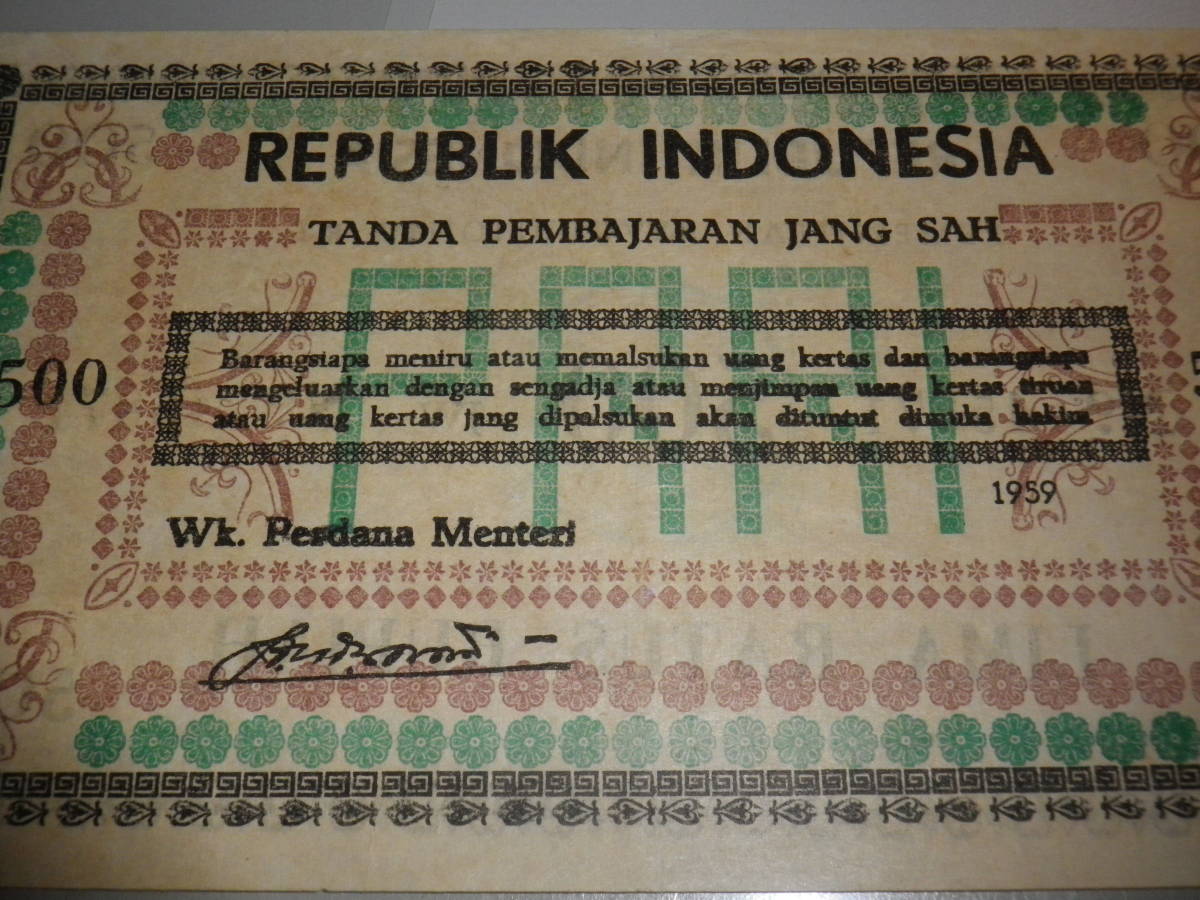 REPUBLIK INDONESIA
TANDA PEMBAJARAN JANG SAH
PRRI
500
Barangsiapa meniru atau memalsukan uang kertas dan barangsiapa
mengeluarkan dengan sengadja atau menjimpan uang kertas tiruan
atau uang kertas jang dipalsukan akan dituntut dimuka hakim
1959
Wk. Perdana Menteri